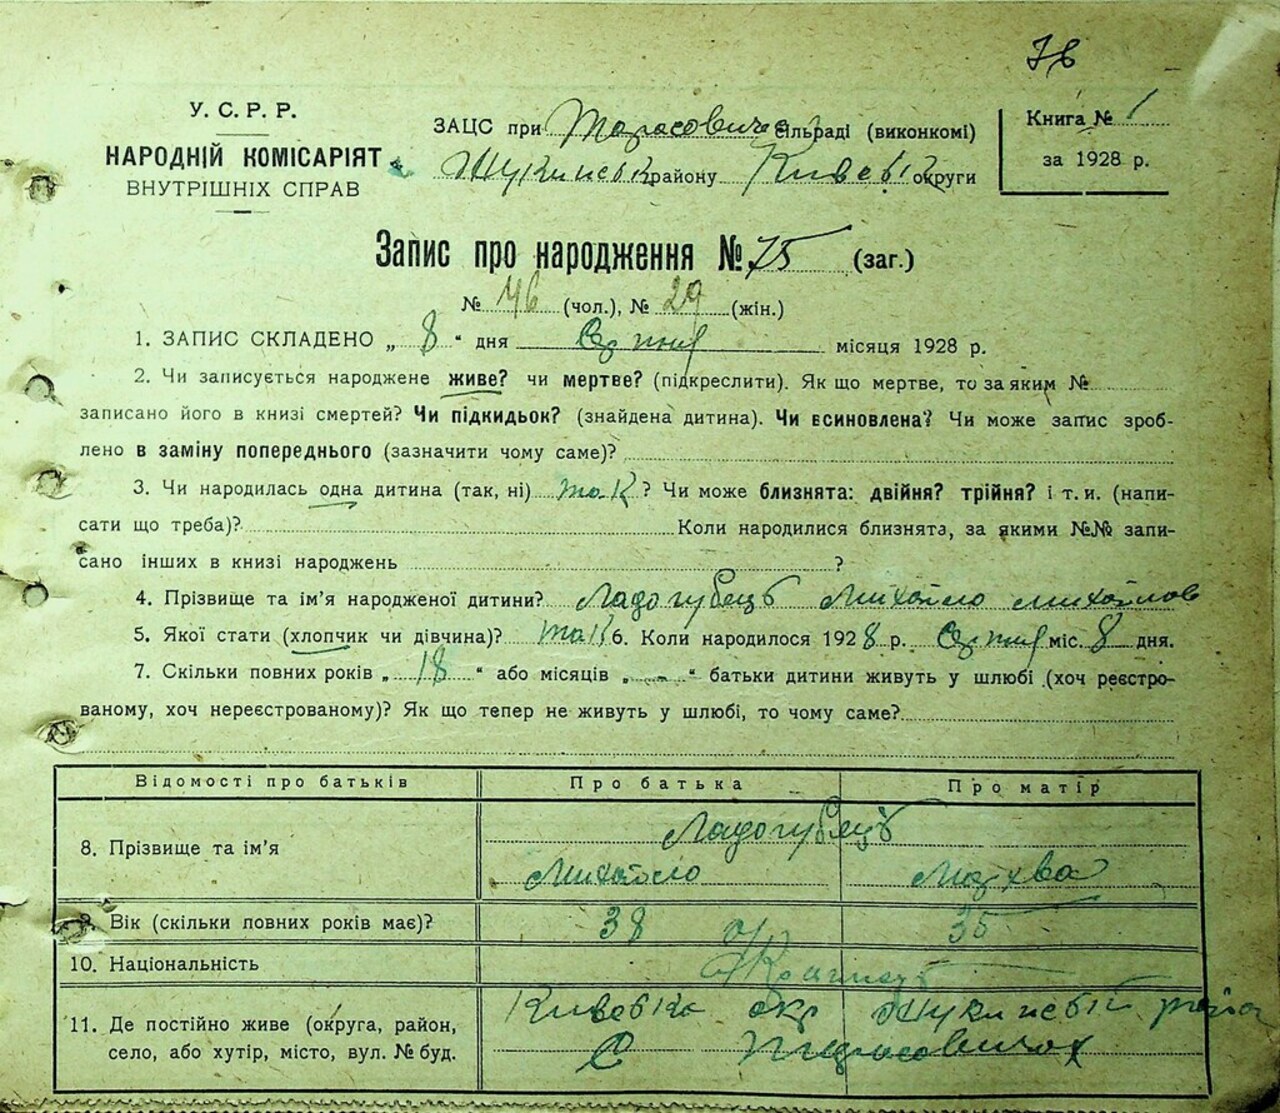 76
У. С. Р. Р.
НАРОДНІЙ КОМІСАРІЯТ
ВНУТРІШНІХ СПРАВ
ЗАЦС при Тарасовича сільраді (виконкомі)
Жукинськ району Києвськ округи
Книга № 1
за 1928 р.
Запис про народження № 75 (заг.)
№ 46 (чол.), № 29 (жін.)
1. ЗАПИС СКЛАДЕНО „ 8 “ дня Серпня місяця 1928 р.
2. Чи записується народжене живе? чи мертве? (підкреслити). Як що мертве, то за яким №
записано його в книзі смертей? Чи підкидьок? (знайдена дитина). Чи всиновлена? Чи може запис зроб-
лено в заміну попереднього (зазначити чому саме)?
3. Чи народилась одна дитина (так, ні) так? Чи може близнята: двійня? трійня? і т. и. (напи-
сати що треба)? Коли народилися близнята, за якими №№ запи-
сано інших в книзі народжень ?
4. Прізвище та ім’я народженої дитини? Ладогубець Михайло Михайлов
5. Якої стати (хлопчик чи дівчина)? так 6. Коли народилося 1928 р. Серпня міс. 8 дня.
7. Скільки повних років „ 18 “ або місяців „ — “ батьки дитини живуть у шлюбі (хоч реєстро-
ваному, хоч нереєстрованому)? Як що тепер не живуть у шлюбі, то чому саме?
Відомості про батьків Про батька Про матір
Ладогубець
8. Прізвище та ім’я Михайло Мархва
9. Вік (скільки повних років має)? 38 35
10. Національність
11. Де постійно живе (округа, район, Киевска окр Жукинский район
село, або хутір, місто, вул. № буд. С Тарасовичах